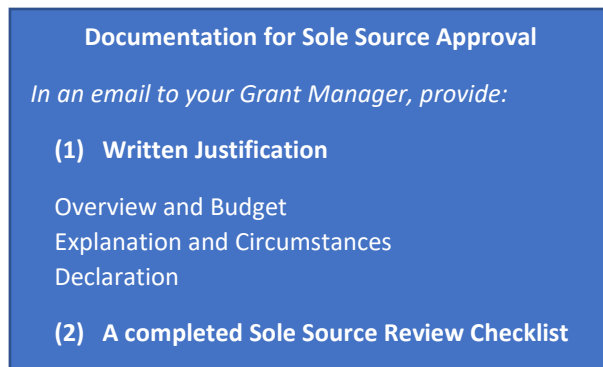 Documentation for Sole Source Approval
In an email to your Grant Manager, provide:
(1) Written Justification
Overview and Budget
Explanation and Circumstances
Declaration
(2) A completed Sole Source Review Checklist